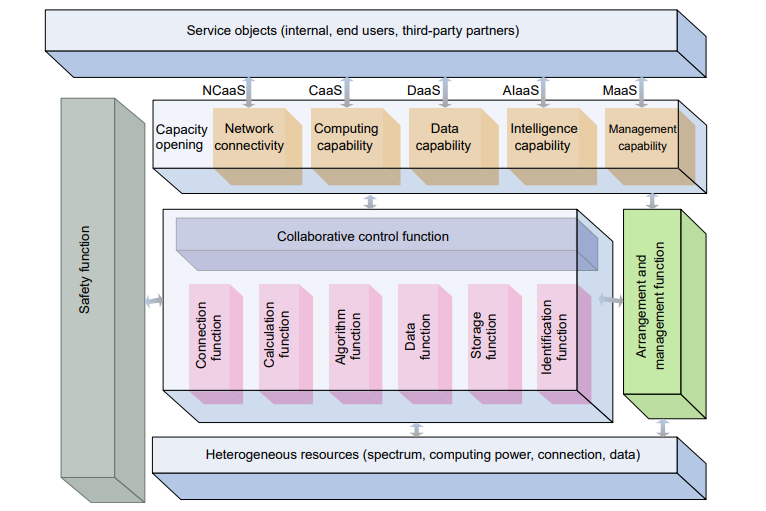 Service objects (internal, end users, third-party partners)
NCaaS CaaS DaaS AIaaS MaaS
Capacity
opening
Network
connectivity
Computing
capability
Data
capability
Intelligence
capability
Management
capability
Safety function
Collaborative control function
Connection
function
Calculation
function
Algorithm
function
Data
function
Storage
function
Identification
function
Arrangement and
management function
Heterogeneous resources (spectrum, computing power, connection, data)